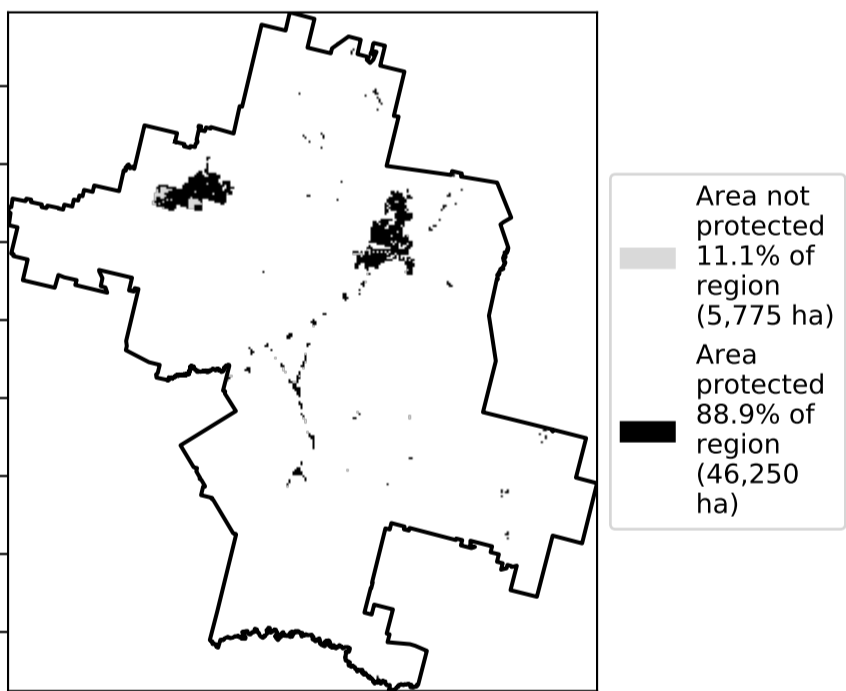 Area not
protected
11.1% of
region
(5,775 ha)
Area
protected
88.9% of
region
(46,250
ha)